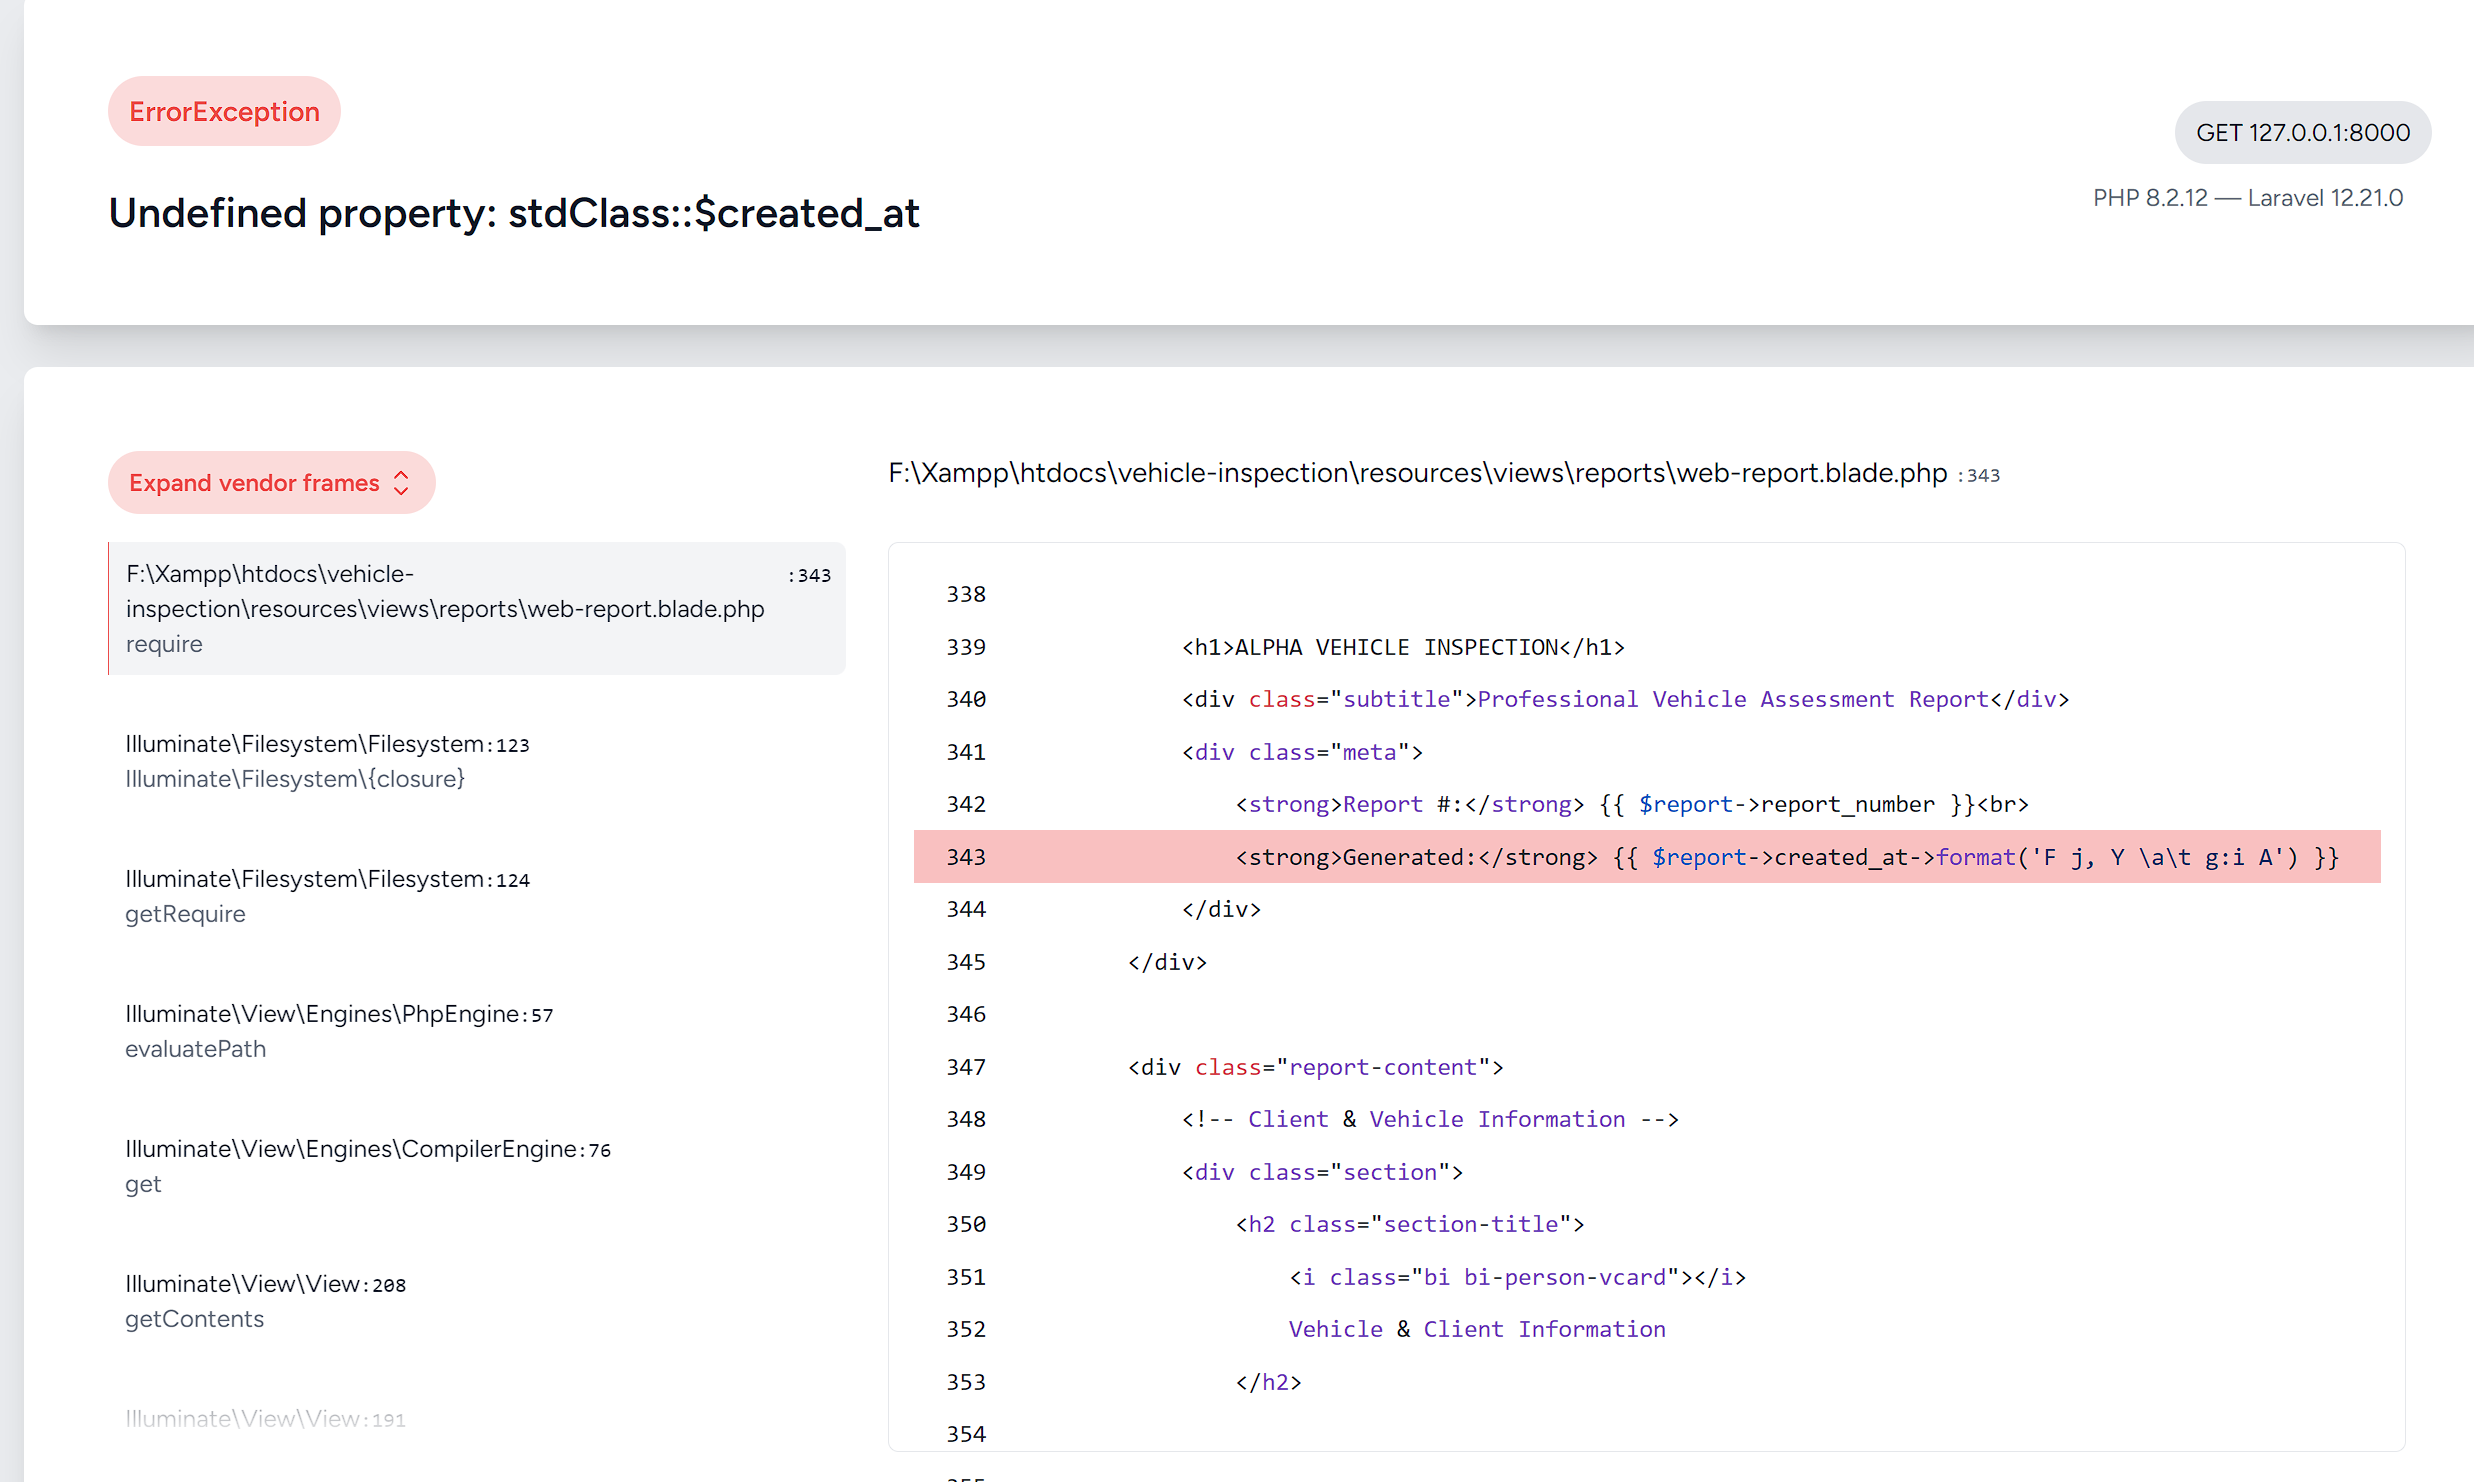 ErrorException
GET 127.0.0.1:8000
PHP 8.2.12 — Laravel 12.21.0
Undefined property: stdClass::$created_at
Expand vendor frames
F:\Xampp\htdocs\vehicle-
inspection\resources\views\reports\web-report.blade.php
:343
require
Illuminate\Filesystem\Filesystem:123
Illuminate\Filesystem\{closure}
Illuminate\Filesystem\Filesystem:124
getRequire
Illuminate\View\Engines\PhpEngine:57
evaluatePath
Illuminate\View\Engines\CompilerEngine:76
get
Illuminate\View\View:208
getContents
Illuminate\View\View:191
F:\Xampp\htdocs\vehicle-inspection\resources\views\reports\web-report.blade.php :343
338
339 <h1>ALPHA VEHICLE INSPECTION</h1>
340 <div class="subtitle">Professional Vehicle Assessment Report</div>
341 <div class="meta">
342 <strong>Report #:</strong> {{ $report->report_number }}<br>
343 <strong>Generated:</strong> {{ $report->created_at->format('F j, Y \a\t g:i A') }}
344 </div>
345 </div>
346
347 <div class="report-content">
348 <!-- Client & Vehicle Information -->
349 <div class="section">
350 <h2 class="section-title">
351 <i class="bi bi-person-vcard"></i>
352 Vehicle & Client Information
353 </h2>
354